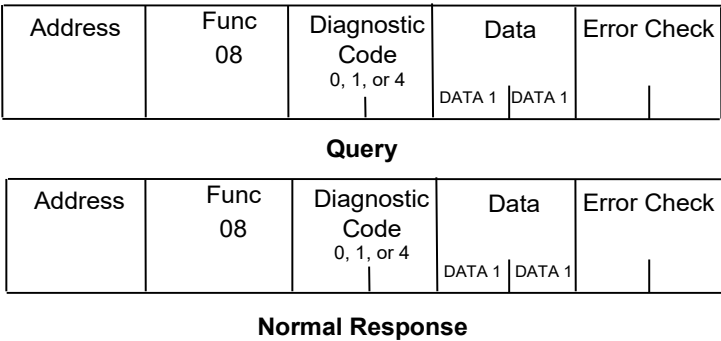 Address Func Diagnostic Data Error Check
08 Code
0, 1, or 4
DATA 1 DATA 1
Query
Address Func Diagnostic Data Error Check
08 Code
0, 1, or 4
DATA 1 DATA 1
Normal Response